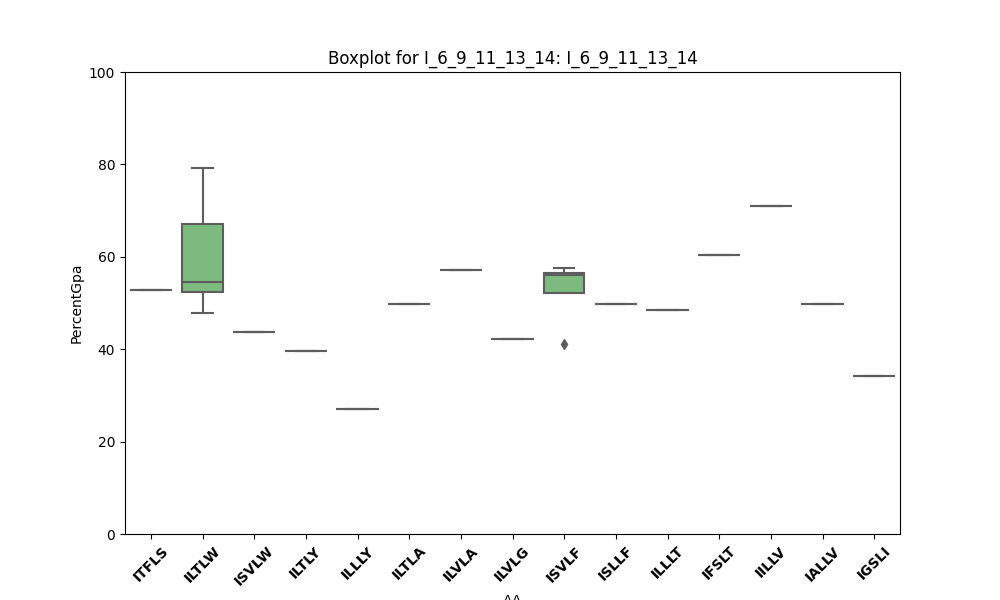 Boxplot for I_6_9_11_13_14: I_6_9_11_13_14
PercentGpa
100
80
60
40
20
0
ITFLS
ILTLW
ISVLW
ILTLY
ILLLY
ILTLA
ILVLA
ILVLG
ISVLF
ISLLF
ILLLT
IFSLT
IILLV
IALLV
IGSLI
AA